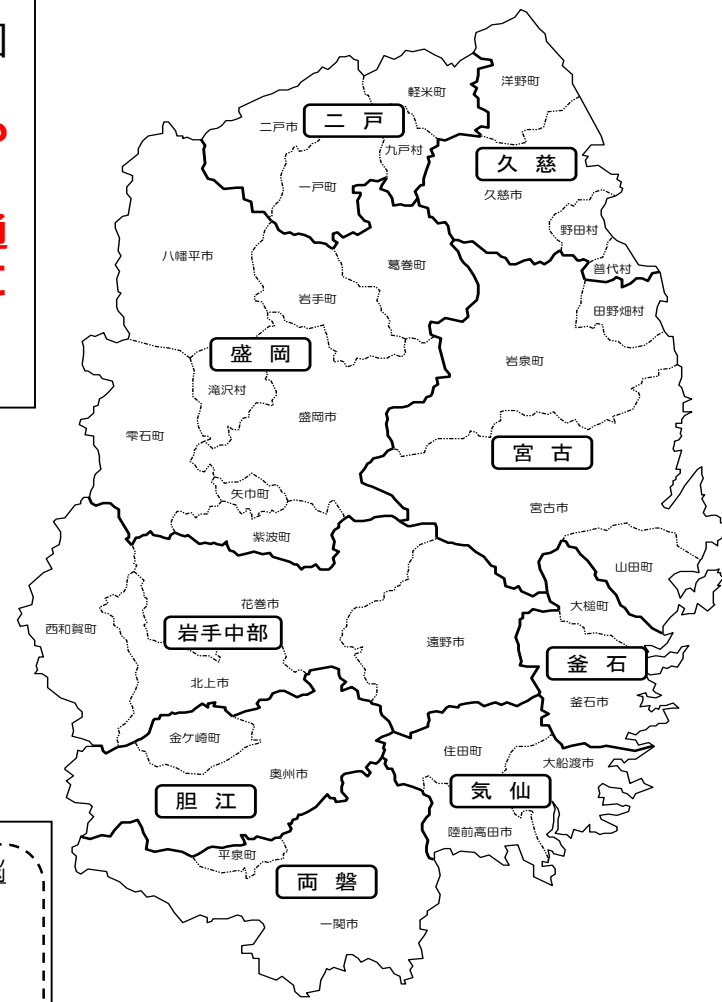 軽米町
洋野町
二戸市
二戸
九戸村
久慈
一戸町
久慈市
野田村
八幡平市
葛巻町
普代村
岩手町
田野畑村
盛岡
岩泉町
滝沢村
盛岡市
雫石町
宮古
矢巾町
宮古市
紫波町
山田町
大槌町
花巻市
西和賀町
岩手中部
遠野市
釜石
北上市
釜石市
金ケ崎町
住田町
大船渡市
奥州市
胆江
気仙
陸前高田市
平泉町
両磐
一関市